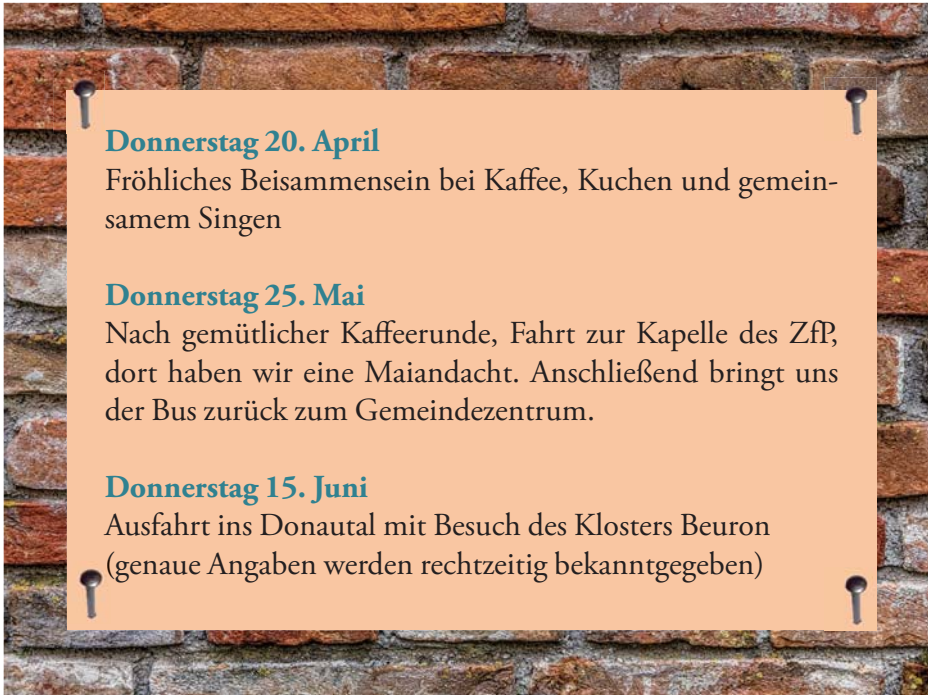 Donnerstag 20. April
Fröhliches Beisammensein bei Kaffee, Kuchen und gemein-
samem Singen
Donnerstag 25. Mai
Nach gemütlicher Kaffeerunde, Fahrt zur Kapelle des ZfP,
dort haben wir eine Maiandacht. Anschließend bringt uns
der Bus zurück zum Gemeindezentrum.
Donnerstag 15. Juni
Ausfahrt ins Donautal mit Besuch des Klosters Beuron
(genaue Angaben werden rechtzeitig bekanntgegeben)